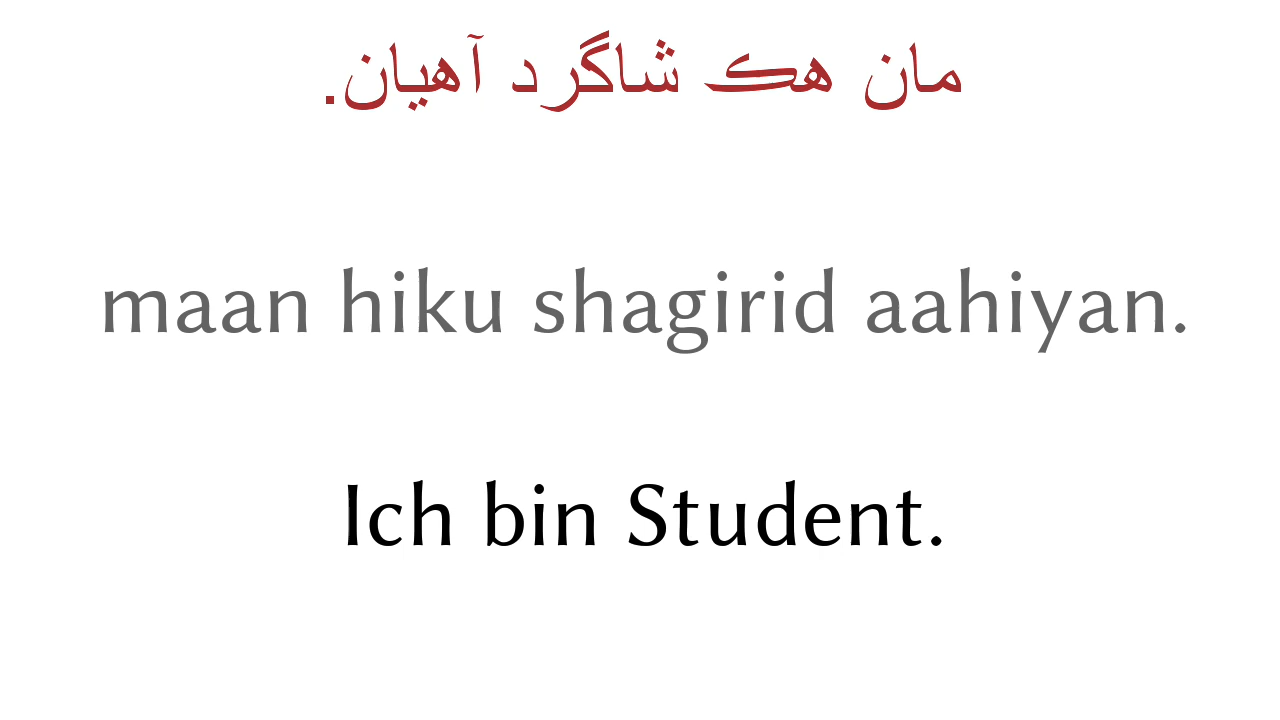 مان هڪ شاگرد آهيان.
maan hiku shagirid aahiyan.
Ich bin Student.